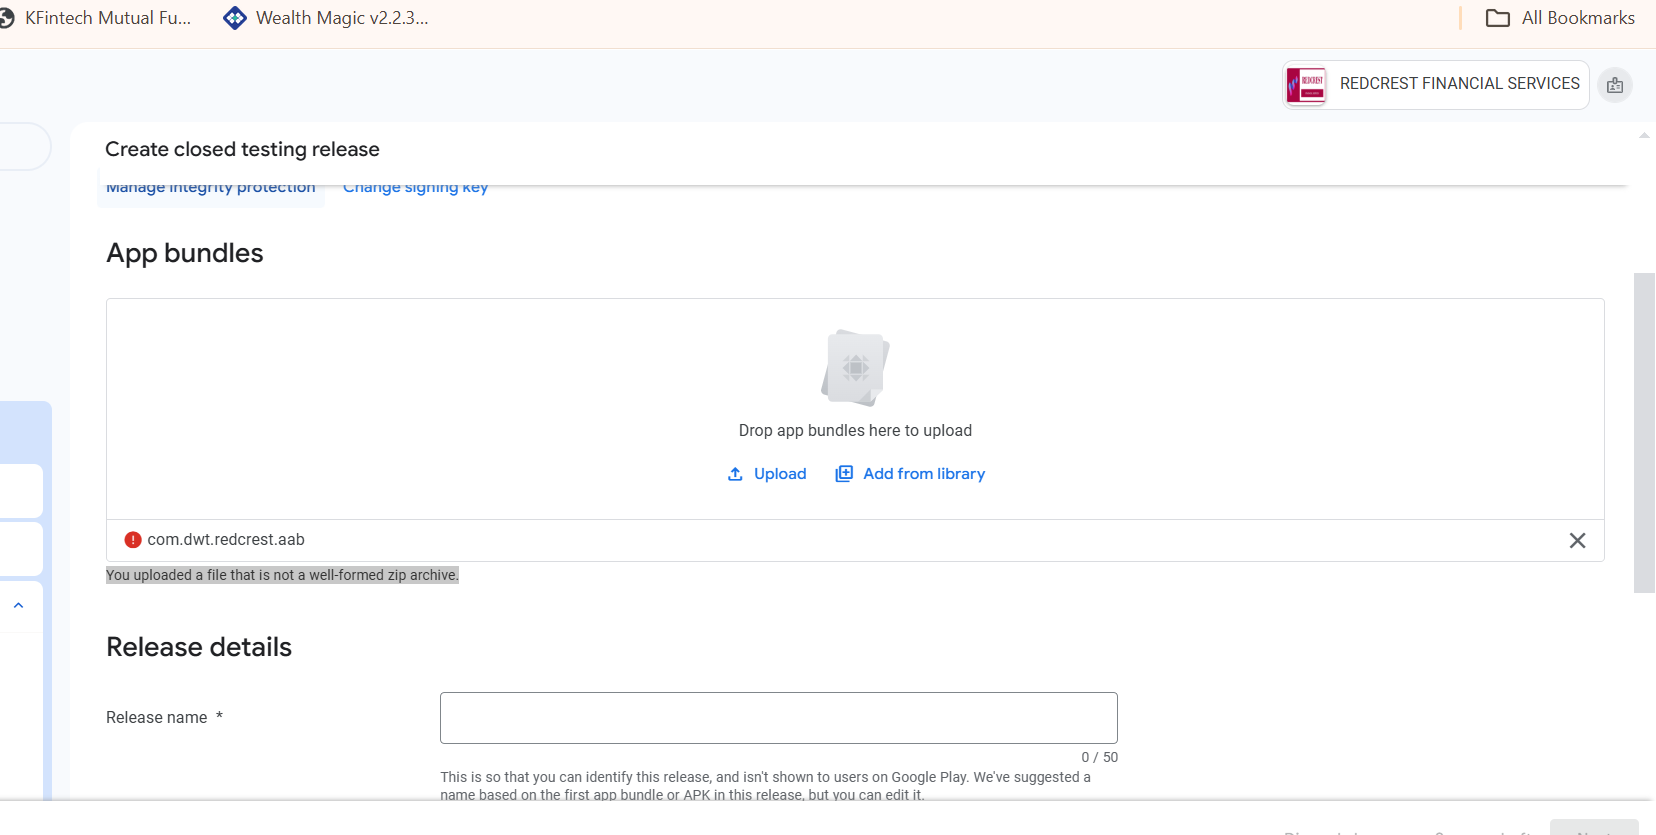 KFintech Mutual Fu...
Wealth Magic v2.2.3...
All Bookmarks
REDCREST
REDCREST FINANCIAL SERVICES
Create closed testing release
Manage integrity protection
Change signing key
App bundles
Drop app bundles here to upload
Upload
Add from library
com.dwt.redcrest.aab
You uploaded a file that is not a well-formed zip archive.
Release details
Release name *
0 / 50
This is so that you can identify this release, and isn't shown to users on Google Play. We've suggested a
name based on the first app bundle or APK in this release, but you can edit it.